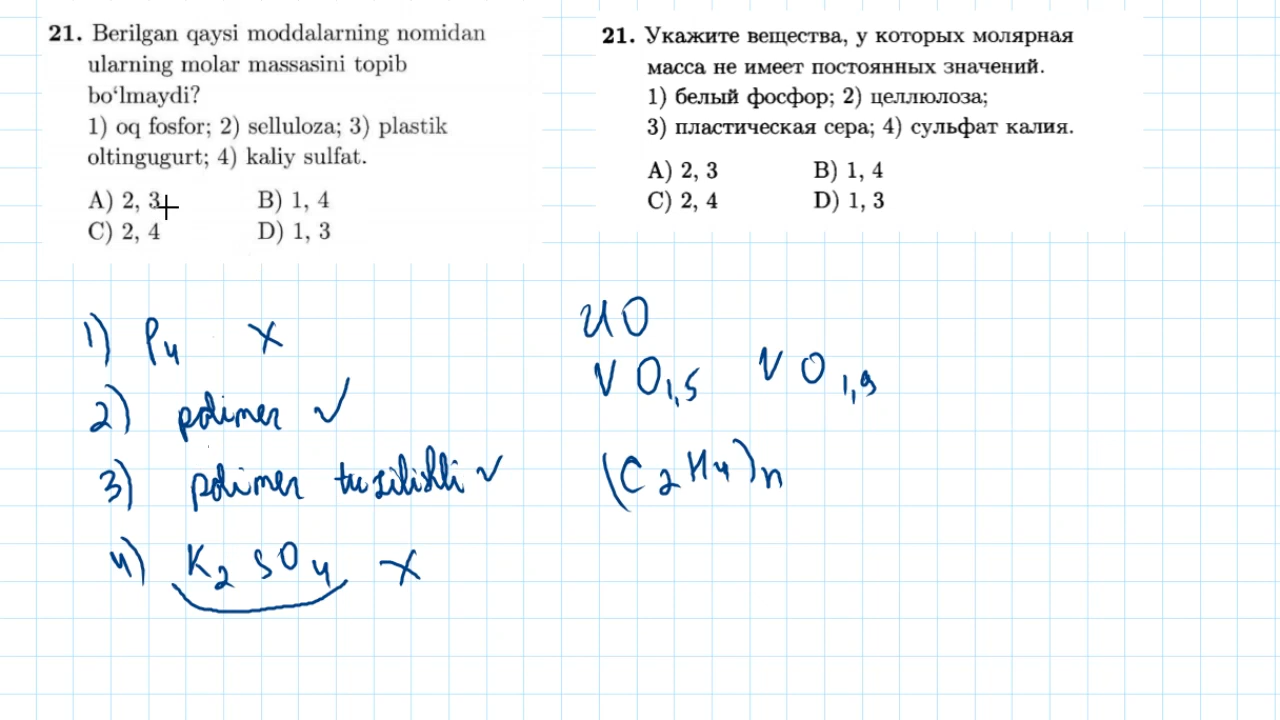 21. Berilgan qaysi moddalarning nomidan
ularning molar massasini topib
bo‘lmaydi?
1) oq fosfor; 2) selluloza; 3) plastik
oltingugurt; 4) kaliy sulfat.
A) 2, 3 B) 1, 4
C) 2, 4 D) 1, 3
21. Укажите вещества, у которых молярная
масса не имеет постоянных значений.
1) белый фосфор; 2) целлюлоза;
3) пластическая сера; 4) сульфат калия.
A) 2, 3 B) 1, 4
C) 2, 4 D) 1, 3
1) P4 X
2) polimer ✓
3) polimer tuzilishli ✓
4) K2SO4 X
VO1,5 VO1,9
(C2H4)n